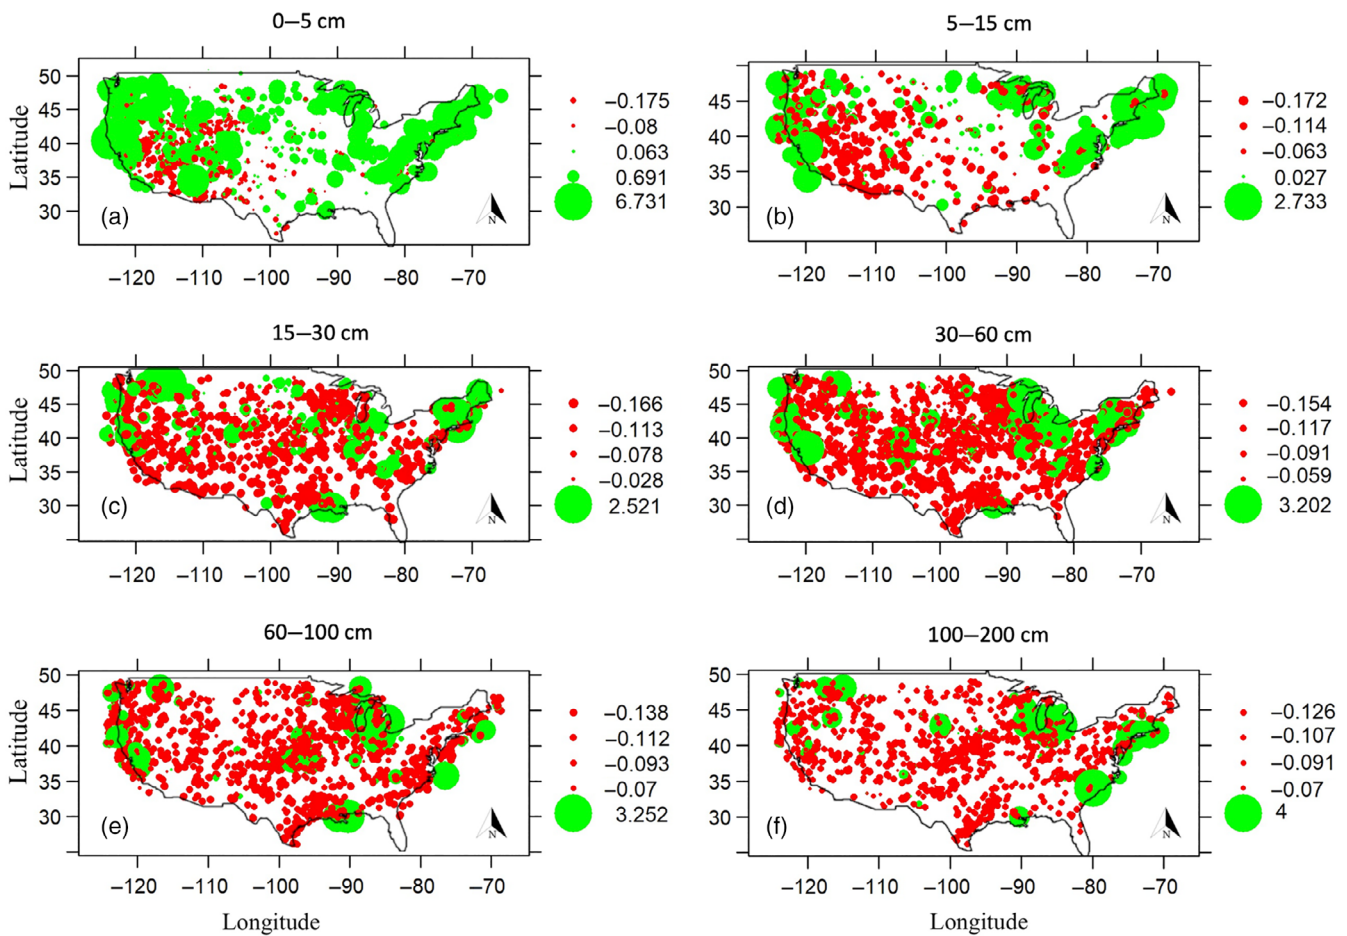 0–5 cm
5–15 cm
Latitude
50
45
40
35
30
(a)
N
−120 −110 −100 −90 −80 −70
−0.175
−0.08
0.063
0.691
6.731
45
40
35
30
(b)
N
−120 −110 −100 −90 −80 −70
−0.172
−0.114
−0.063
0.027
2.733
15–30 cm
30–60 cm
Latitude
50
45
40
35
30
(c)
N
−120 −110 −100 −90 −80 −70
−0.166
−0.113
−0.078
−0.028
2.521
50
45
40
35
30
(d)
N
−120 −110 −100 −90 −80 −70
−0.154
−0.117
−0.091
−0.059
3.202
60–100 cm
100–200 cm
Latitude
50
45
40
35
30
(e)
N
−120 −110 −100 −90 −80 −70
−0.138
−0.112
−0.093
−0.07
3.252
Longitude
50
45
40
35
30
(f)
N
−120 −110 −100 −90 −80 −70
−0.126
−0.107
−0.091
−0.07
4
Longitude